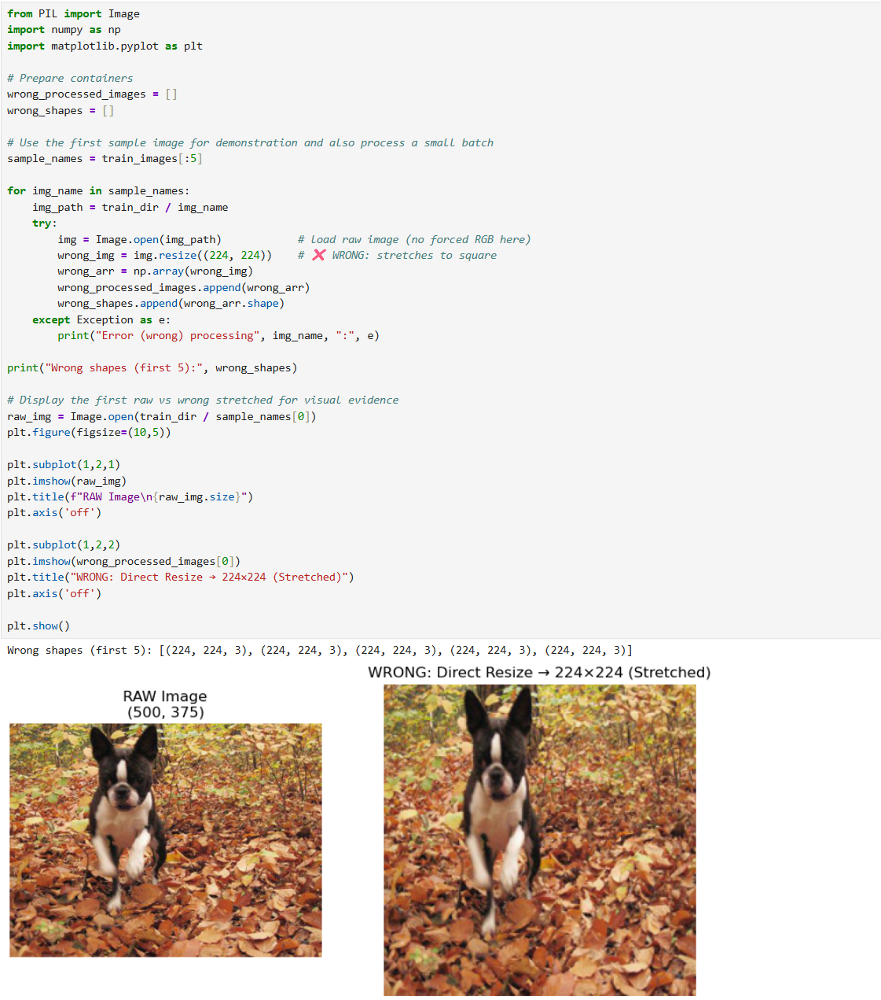 from PIL import Image
import numpy as np
import matplotlib.pyplot as plt

# Prepare containers
wrong_processed_images = []
wrong_shapes = []

# Use the first sample image for demonstration and also process a small batch
sample_names = train_images[:5]

for img_name in sample_names:
    img_path = train_dir / img_name
    try:
        img = Image.open(img_path)            # load raw image (no forced RGB here)
        wrong_img = img.resize((224, 224))    # ❌ WRONG: stretches to square
        wrong_arr = np.array(wrong_img)
        wrong_processed_images.append(wrong_arr)
        wrong_shapes.append(wrong_arr.shape)
    except Exception as e:
        print("Error (wrong) processing", img_name, ":", e)

print("Wrong shapes (first 5):", wrong_shapes)

# Display the first raw vs wrong stretched for visual evidence
raw_img = Image.open(train_dir / sample_names[0])
plt.figure(figsize=(10,5))

plt.subplot(1,2,1)
plt.imshow(raw_img)
plt.title(f"RAW Image\n{raw_img.size}")
plt.axis('off')

plt.subplot(1,2,2)
plt.imshow(wrong_processed_images[0])
plt.title("WRONG: Direct Resize → 224×224 (Stretched)")
plt.axis('off')

plt.show()
Wrong shapes (first 5): [(224, 224, 3), (224, 224, 3), (224, 224, 3), (224, 224, 3), (224, 224, 3)]
RAW Image
(500, 375)
WRONG: Direct Resize → 224×224 (Stretched)